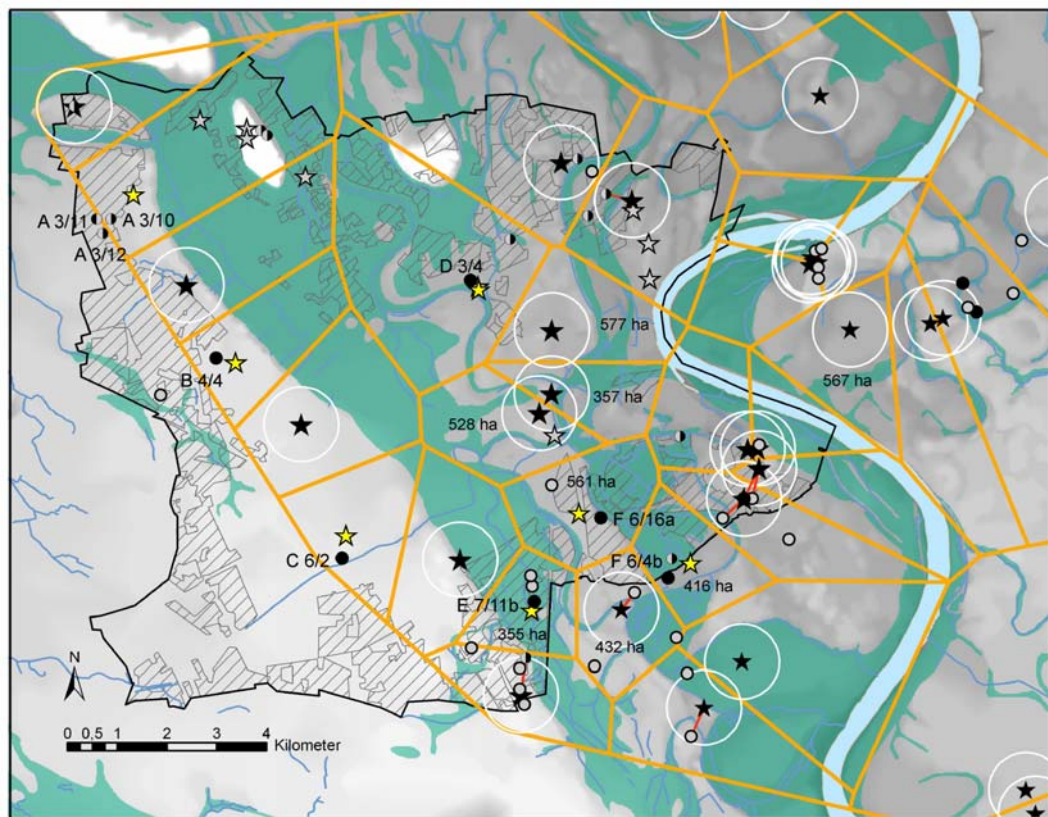 A 3/11
A 3/10
A 3/12
D 3/4
577 ha
B 4/4
567 ha
357 ha
528 ha
561 ha
F 6/16a
C 6/2
F 6/4b
416 ha
E 7/11b
355 ha
432 ha
N
0 0,5 1 2 3 4
Kilometer